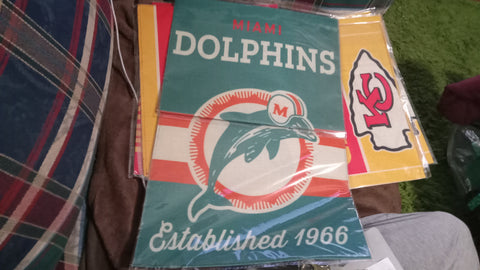 MIAMI
DOLPHINS
M
Established 1966
KC